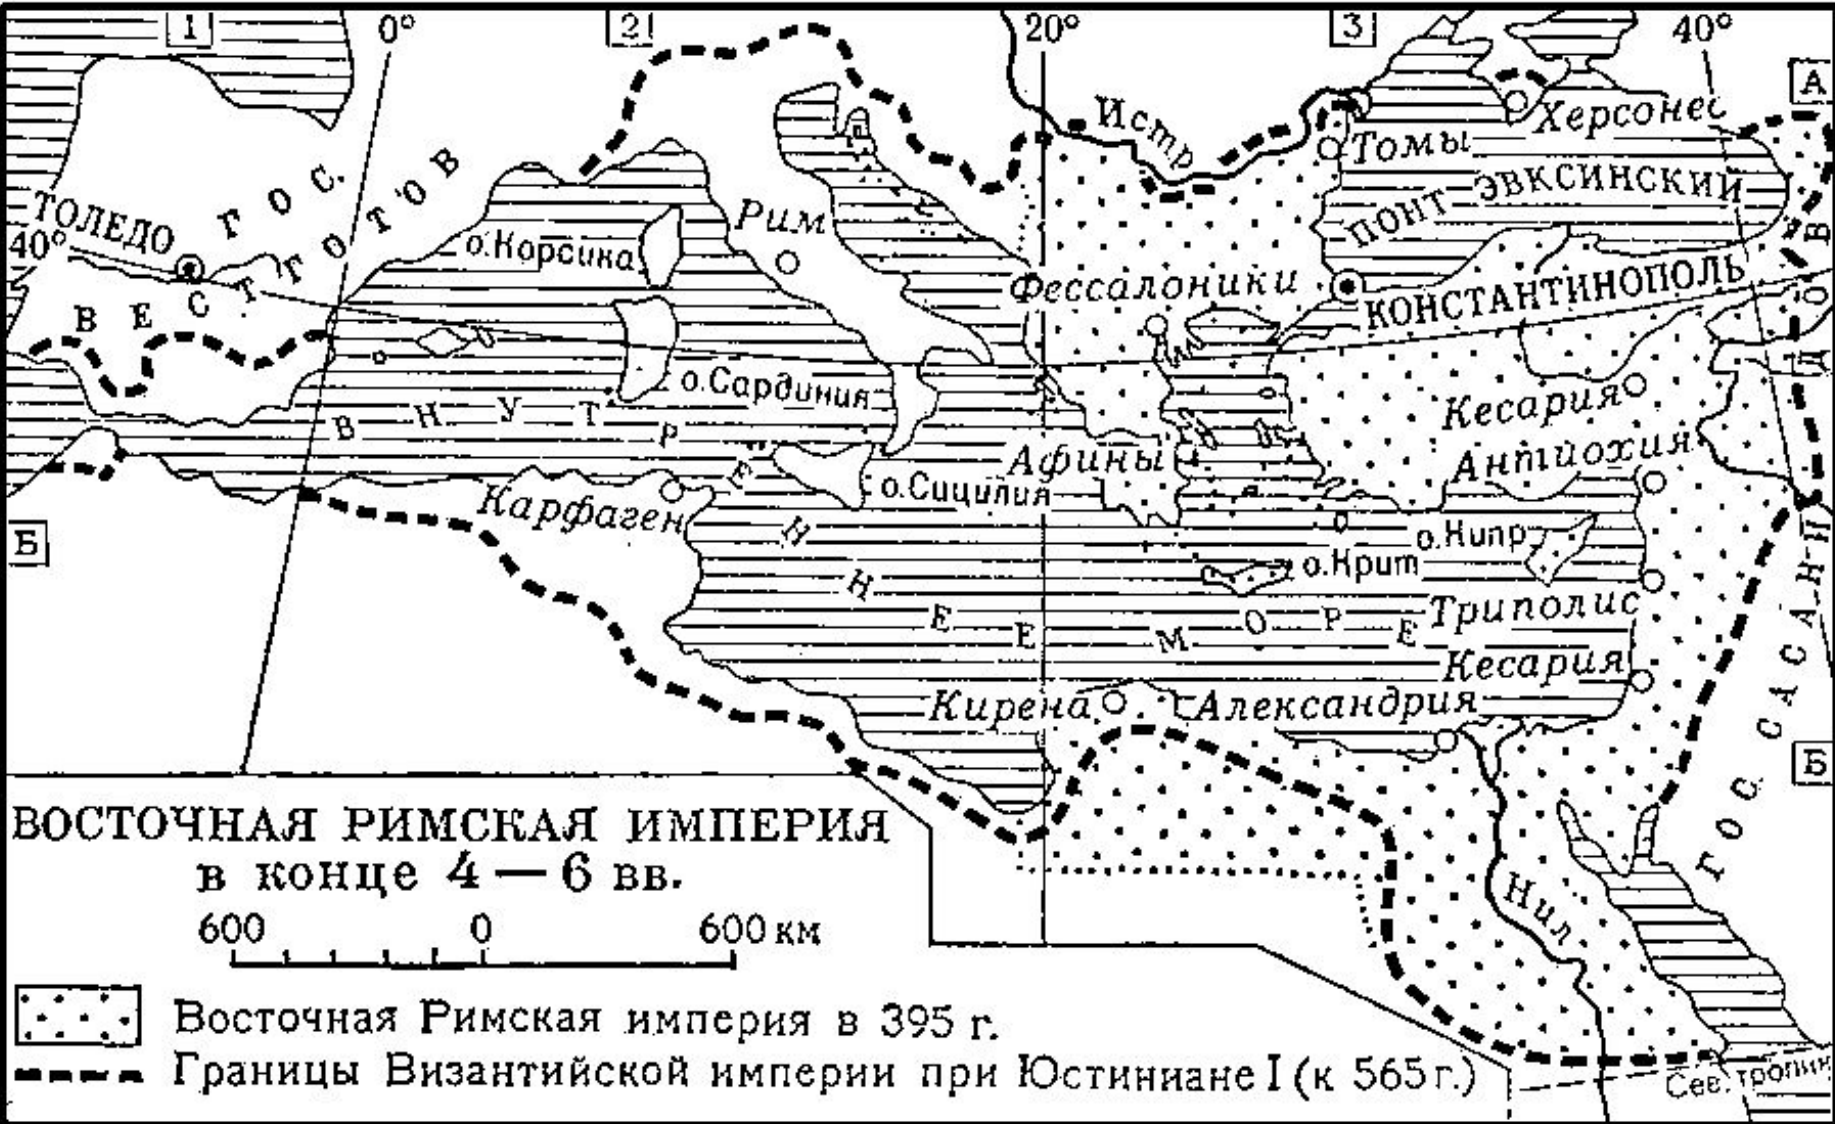 1
0°
2
20°
3
40°
А
Истр
Херсонес
Томы
ПОНТ ЭВКСИНСКИЙ
ГОС.
ВЕСТГОТОВ
ТОЛЕДО
40°
о.Корсика
Рим
Фессалоники
КОНСТАНТИНОПОЛЬ
о.Сардиния
Кесария
Антиохия
Афины
о.Сицилия
Карфаген
ВНУТРЕННЕЕ МОРЕ
о.Кипр
о.Крит
Триполис
Кесария
Кирена
Александрия
Б
Б
ГОС. САСАНИДОВ
Нил
ВОСТОЧНАЯ РИМСКАЯ ИМПЕРИЯ
в конце 4 — 6 вв.
600 0 600 км
Восточная Римская империя в 395 г.
Границы Византийской империи при Юстиниане I (к 565 г.)
Сев. тропик